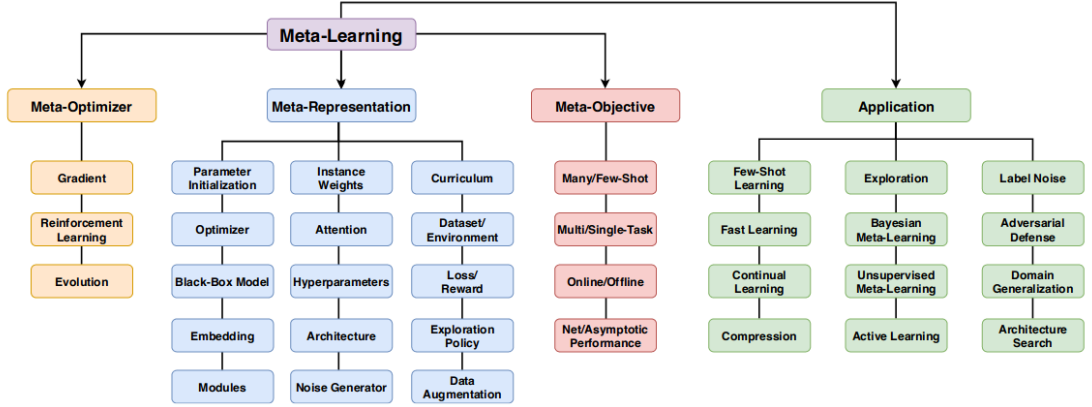 Meta-Learning
Meta-Optimizer
Meta-Representation
Meta-Objective
Application
Gradient
Reinforcement
Learning
Evolution
Parameter
Initialization
Optimizer
Black-Box Model
Embedding
Modules
Instance
Weights
Attention
Hyperparameters
Architecture
Noise Generator
Curriculum
Dataset/
Environment
Loss/
Reward
Exploration
Policy
Data
Augmentation
Many/Few-Shot
Multi/Single-Task
Online/Offline
Net/Asymptotic
Performance
Few-Shot
Learning
Fast Learning
Continual
Learning
Compression
Exploration
Bayesian
Meta-Learning
Unsupervised
Meta-Learning
Active Learning
Label Noise
Adversarial
Defense
Domain
Generalization
Architecture
Search